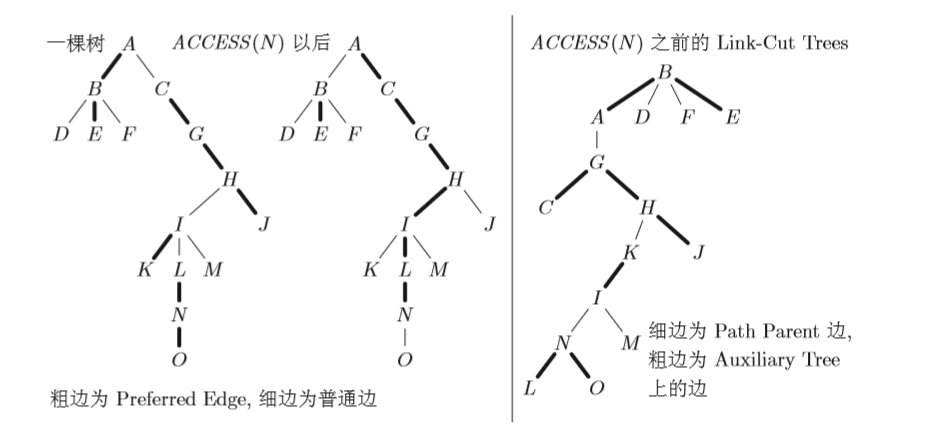 一棵树 A ACCESS(N) 以后 A
B C B C
D E F G D E F G
H H
I J I J
K L M K L M
N N
O O
粗边为 Preferred Edge, 细边为普通边
ACCESS(N) 之前的 Link-Cut Trees
B
A D F E
G
C H
K J
I
N M
L O
细边为 Path Parent 边,
粗边为 Auxiliary Tree
上的边